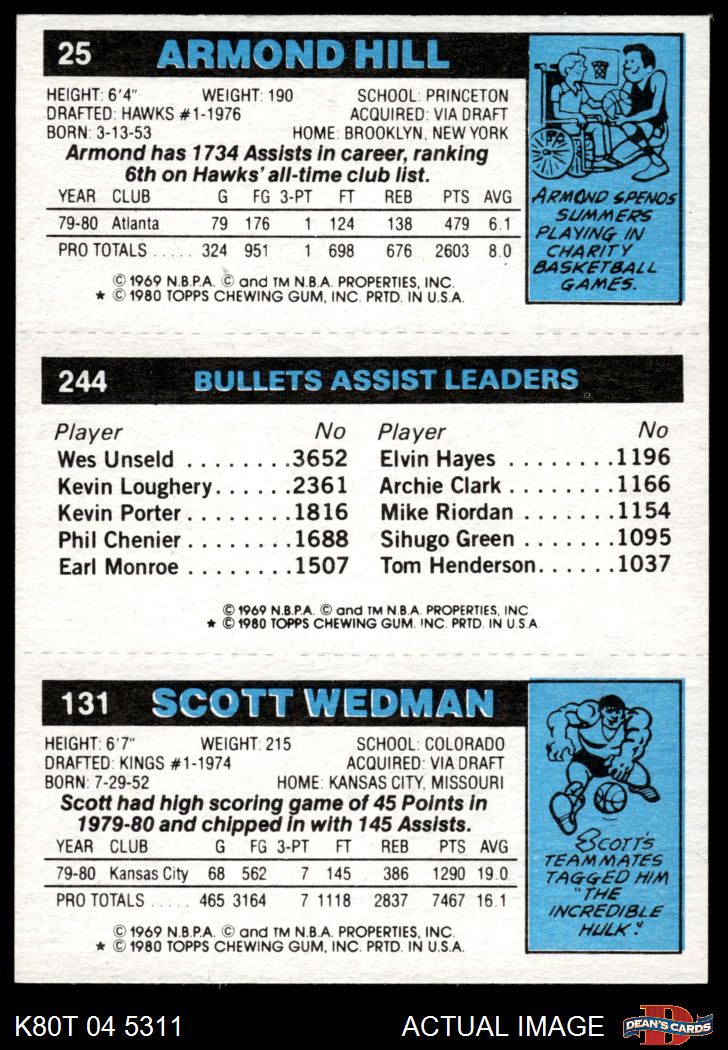 25 ARMOND HILL
HEIGHT: 6'4" WEIGHT: 190 SCHOOL: PRINCETON
DRAFTED: HAWKS #1-1976 ACQUIRED: VIA DRAFT
BORN: 3-13-53 HOME: BROOKLYN, NEW YORK
Armond has 1734 Assists in career, ranking
6th on Hawks' all-time club list.
YEAR CLUB G FG 3-PT FT REB PTS AVG
79-80 Atlanta 79 176 1 124 138 479 6.1
PRO TOTALS ..... 324 951 1 698 676 2603 8.0
© 1969 N.B.P.A. © and TM N.B.A. PROPERTIES, INC.
★ © 1980 TOPPS CHEWING GUM, INC. PRTD. IN U.S.A.
ARMOND SPENDS
SUMMERS
PLAYING IN
CHARITY
BASKETBALL
GAMES.
244 BULLETS ASSIST LEADERS
Player No Player No
Wes Unseld ........3652 Elvin Hayes ........1196
Kevin Loughery......2361 Archie Clark ........1166
Kevin Porter........1816 Mike Riordan .......1154
Phil Chenier ........1688 Sihugo Green .......1095
Earl Monroe ........1507 Tom Henderson......1037
© 1969 N.B.P.A. © and TM N.B.A. PROPERTIES, INC
★ © 1980 TOPPS CHEWING GUM. INC. PRTD. IN U.S.A.
131 SCOTT WEDMAN
HEIGHT: 6'7" WEIGHT: 215 SCHOOL: COLORADO
DRAFTED: KINGS #1-1974 ACQUIRED: VIA DRAFT
BORN: 7-29-52 HOME: KANSAS CITY, MISSOURI
Scott had high scoring game of 45 Points in
1979-80 and chipped in with 145 Assists.
YEAR CLUB G FG 3-PT FT REB PTS AVG
79-80 Kansas City 68 562 7 145 386 1290 19.0
PRO TOTALS ..... 465 3164 7 1118 2837 7467 16.1
© 1969 N.B.P.A. © and TM N.B.A. PROPERTIES, INC.
★ © 1980 TOPPS CHEWING GUM, INC. PRTD. IN U.S.A.
SCOTT'S
TEAMMATES
TAGGED HIM
"THE
INCREDIBLE
HULK."
K80T 04 5311 ACTUAL IMAGE D DEAN'S CARDS